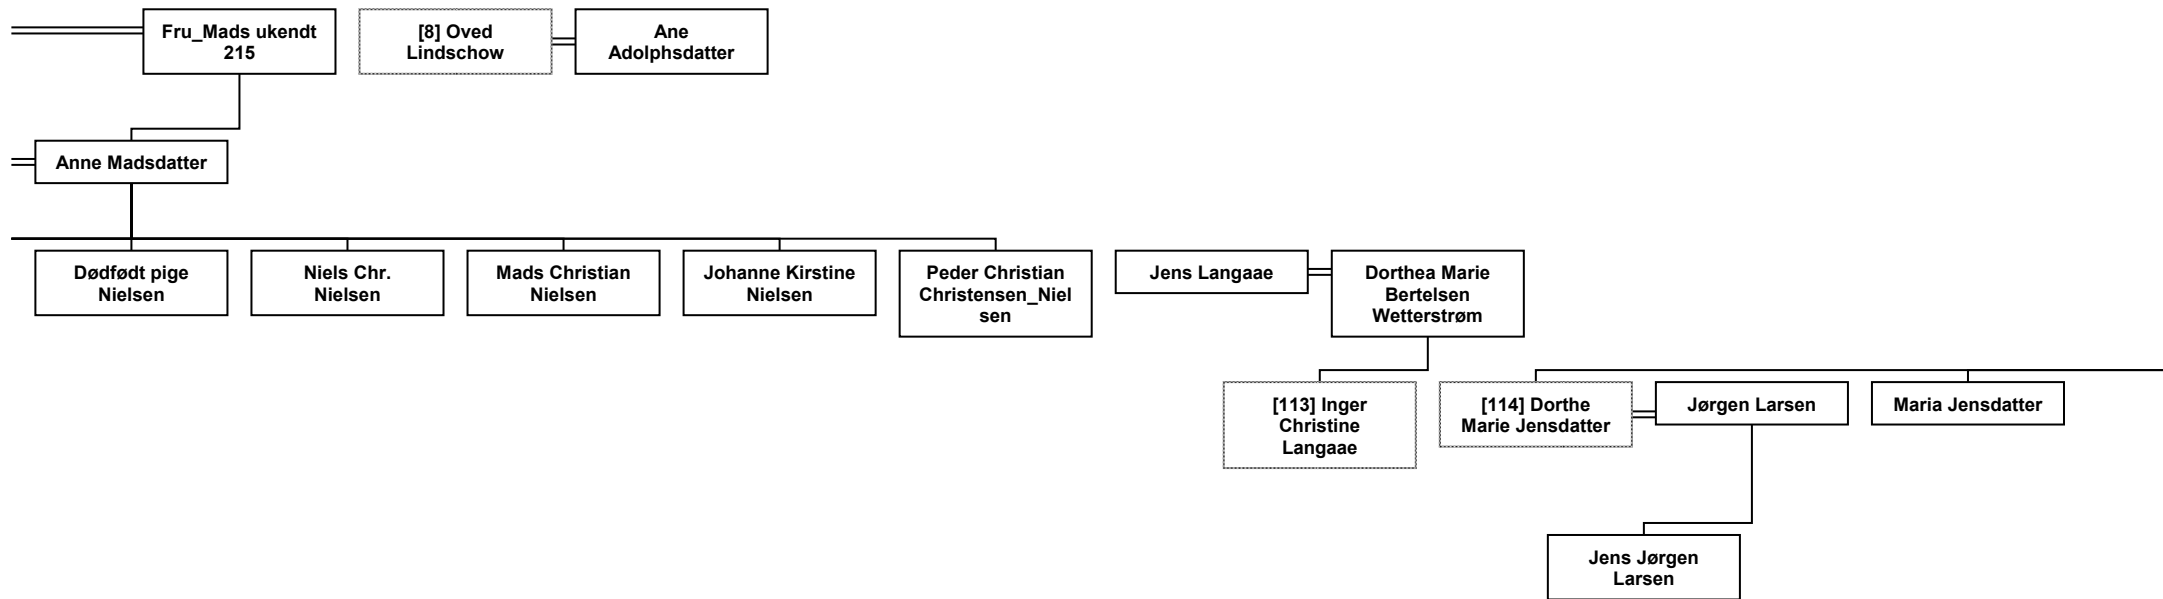 Fru_Mads ukendt
215
[8] Oved
Lindschow
Ane
Adolphsdatter
Anne Madsdatter
Dødfødt pige
Nielsen
Niels Chr.
Nielsen
Mads Christian
Nielsen
Johanne Kirstine
Nielsen
Peder Christian
Christensen_Niel
sen
Jens Langaae
Dorthea Marie
Bertelsen
Wetterstrøm
[113] Inger
Christine
Langaae
[114] Dorthe
Marie Jensdatter
Jørgen Larsen
Maria Jensdatter
Jens Jørgen
Larsen